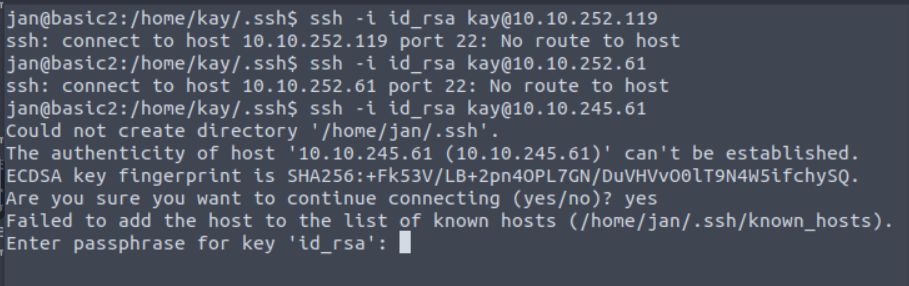 jan@basic2:/home/kay/.ssh$ ssh -i id_rsa kay@10.10.252.119
ssh: connect to host 10.10.252.119 port 22: No route to host
jan@basic2:/home/kay/.ssh$ ssh -i id_rsa kay@10.10.252.61
ssh: connect to host 10.10.252.61 port 22: No route to host
jan@basic2:/home/kay/.ssh$ ssh -i id_rsa kay@10.10.245.61
Could not create directory '/home/jan/.ssh'.
The authenticity of host '10.10.245.61 (10.10.245.61)' can't be established.
ECDSA key fingerprint is SHA256:+Fk53V/LB+2pn4OPL7GN/DuVHVvO0lT9N4W5ifchySQ.
Are you sure you want to continue connecting (yes/no)? yes
Failed to add the host to the list of known hosts (/home/jan/.ssh/known_hosts).
Enter passphrase for key 'id_rsa':